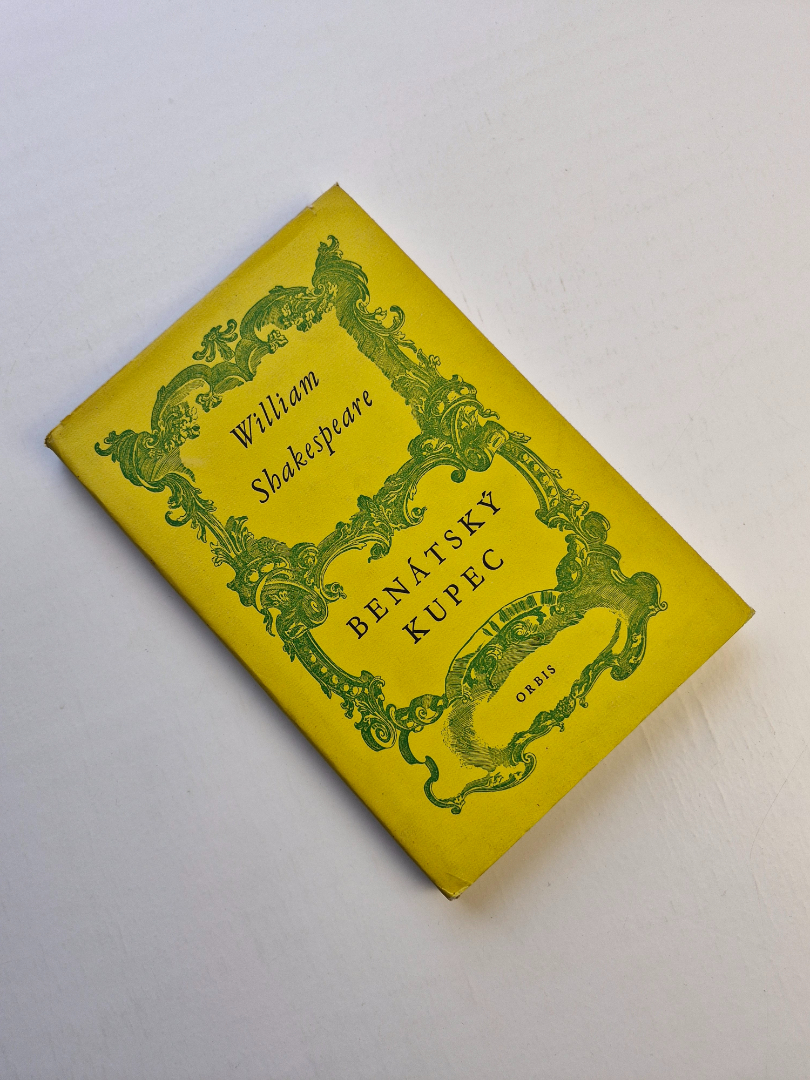 William
Shakespeare
BENÁTSKÝ
KUPEC
ORBIS